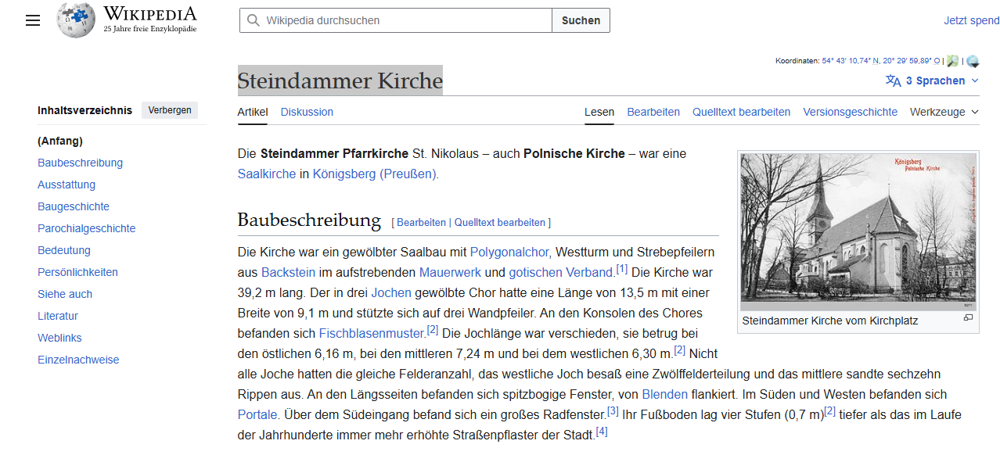 WIKIPEDIA
25 Jahre freie Enzyklopädie
Wikipedia durchsuchen
Suchen
Jetzt spend
Koordinaten: 54° 43′ 10,74″ N, 20° 29′ 59,89″ O | |
Steindammer Kirche
3 Sprachen
Inhaltsverzeichnis Verbergen
(Anfang)
Baubeschreibung
Ausstattung
Baugeschichte
Parochialgeschichte
Bedeutung
Persönlichkeiten
Siehe auch
Literatur
Weblinks
Einzelnachweise
Artikel Diskussion Lesen Bearbeiten Quelltext bearbeiten Versionsgeschichte Werkzeuge
Die Steindammer Pfarrkirche St. Nikolaus – auch Polnische Kirche – war eine
Saalkirche in Königsberg (Preußen).
Königsberg
Polnische Kirche
Steindammer Kirche vom Kirchplatz
Baubeschreibung [ Bearbeiten | Quelltext bearbeiten ]
Die Kirche war ein gewölbter Saalbau mit Polygonalchor, Westturm und Strebepfeilern
aus Backstein im aufstrebenden Mauerwerk und gotischen Verband.[1] Die Kirche war
39,2 m lang. Der in drei Jochen gewölbte Chor hatte eine Länge von 13,5 m mit einer
Breite von 9,1 m und stützte sich auf drei Wandpfeiler. An den Konsolen des Chores
befanden sich Fischblasenmuster.[2] Die Jochlänge war verschieden, sie betrug bei
den östlichen 6,16 m, bei den mittleren 7,24 m und bei dem westlichen 6,30 m.[2] Nicht
alle Joche hatten die gleiche Felderanzahl, das westliche Joch besaß eine Zwölffelderteilung und das mittlere sandte sechzehn
Rippen aus. An den Längsseiten befanden sich spitzbogige Fenster, von Blenden flankiert. Im Süden und Westen befanden sich
Portale. Über dem Südeingang befand sich ein großes Radfenster.[3] Ihr Fußboden lag vier Stufen (0,7 m)[2] tiefer als das im Laufe
der Jahrhunderte immer mehr erhöhte Straßenpflaster der Stadt.[4]